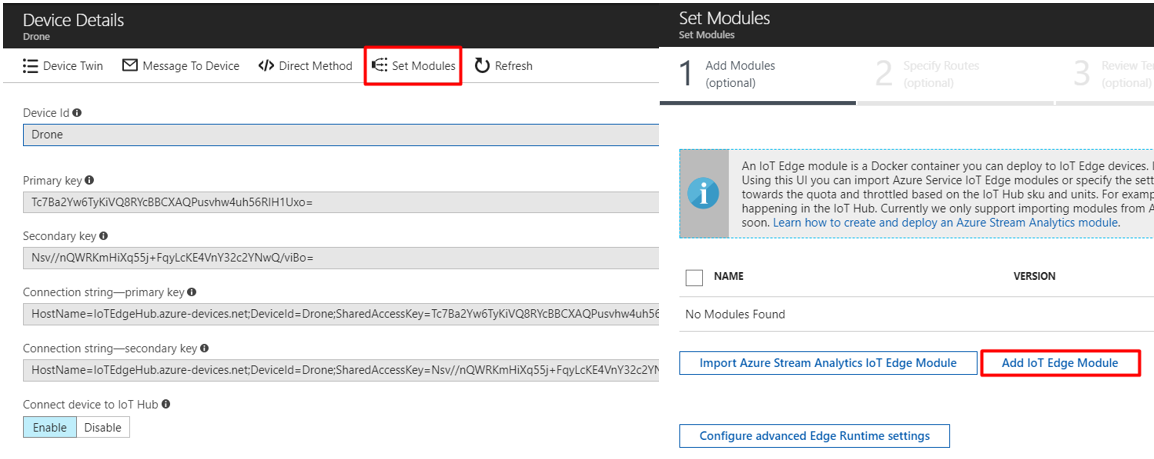 Device Details
Drone
Device Twin
Message To Device
Direct Method
Set Modules
Refresh
Device Id
Drone
Primary key
Tc7Ba2Yw6TyKiVQ8RYcBBCXAQPusvhw4uh56RIH1Uxo=
Secondary key
Nsv//nQWRKmHiXq55j+FqyLcKE4VnY32c2YNwQ/viBo=
Connection string—primary key
HostName=IoTEdgeHub.azure-devices.net;DeviceId=Drone;SharedAccessKey=Tc7Ba2Yw6TyKiVQ8RYcBBCXAQPusvhw4uh56
Connection string—secondary key
HostName=IoTEdgeHub.azure-devices.net;DeviceId=Drone;SharedAccessKey=Nsv//nQWRKmHiXq55j+FqyLcKE4VnY32c2YN
Connect device to IoT Hub
Enable
Disable
Set Modules
Set Modules
1 Add Modules
(optional)
2 Specify Routes
(optional)
3 Review Te
(optional)
An IoT Edge module is a Docker container you can deploy to IoT Edge devices. I
Using this UI you can import Azure Service IoT Edge modules or specify the sett
towards the quota and throttled based on the IoT Hub sku and units. For examp
happening in the IoT Hub. Currently we only support importing modules from A
soon. Learn how to create and deploy an Azure Stream Analytics module.
NAME
VERSION
No Modules Found
Import Azure Stream Analytics IoT Edge Module
Add IoT Edge Module
Configure advanced Edge Runtime settings